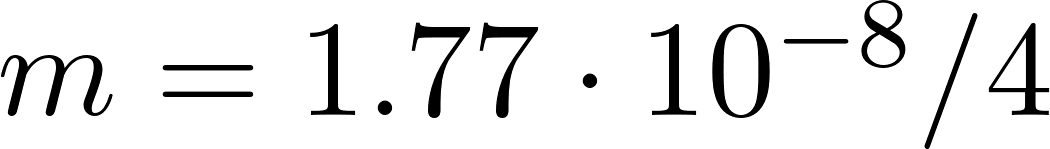 m = 1.77 · 10⁻⁸/4